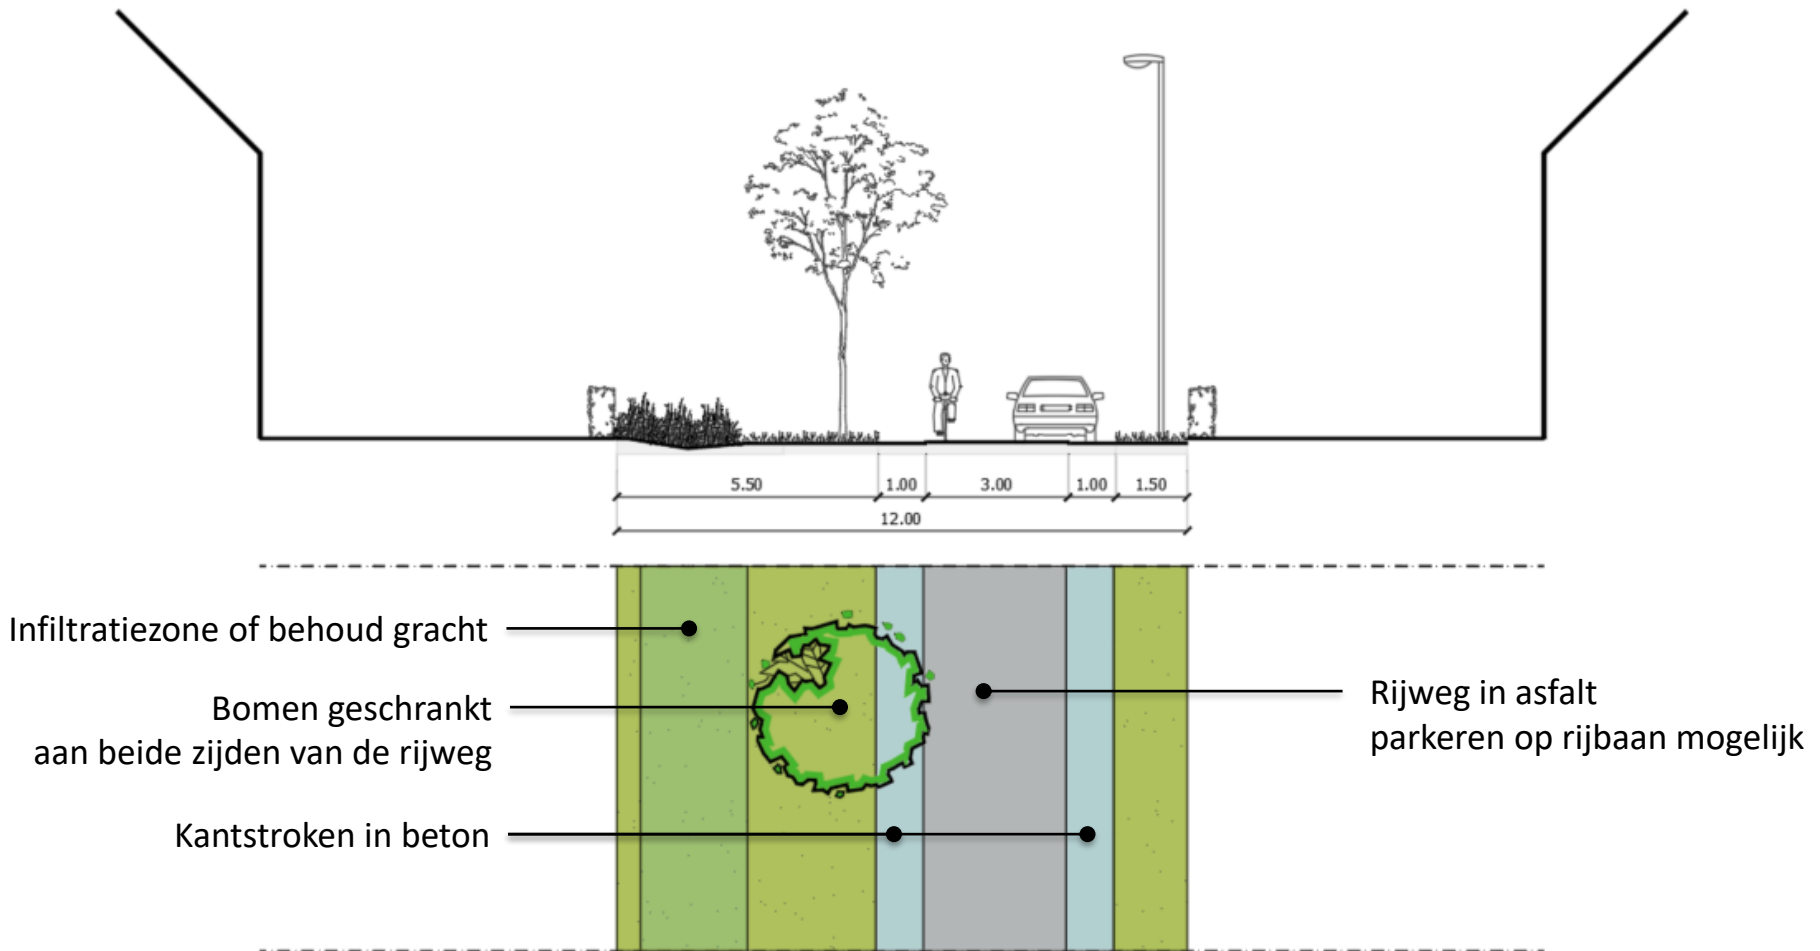 5.50
1.00
3.00
1.00
1.50
12.00
Infiltratiezone of behoud gracht
Bomen geschrankt
aan beide zijden van de rijweg
Kantstroken in beton
Rijweg in asfalt
parkeren op rijbaan mogelijk